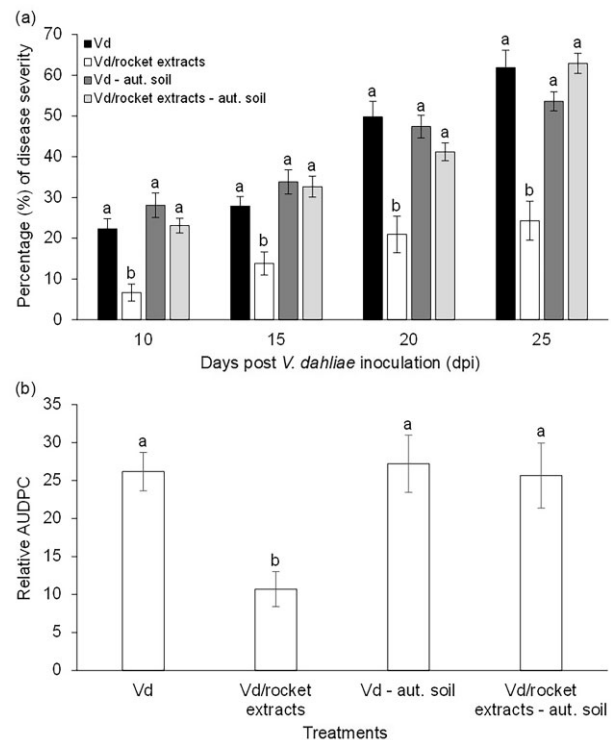 (a)
70
60
50
40
30
20
10
0
Percentage (%) of disease severity
Vd
Vd/rocket extracts
Vd - aut. soil
Vd/rocket extracts - aut. soil
a
b
a
a
a
b
a
a
a
b
a
a
a
b
a
a
10
15
20
25
Days post V. dahliae inoculation (dpi)
(b)
35
30
25
20
15
10
5
0
Relative AUDPC
a
b
a
a
Vd
Vd/rocket
extracts
Vd - aut. soil
Vd/rocket
extracts - aut. soil
Treatments